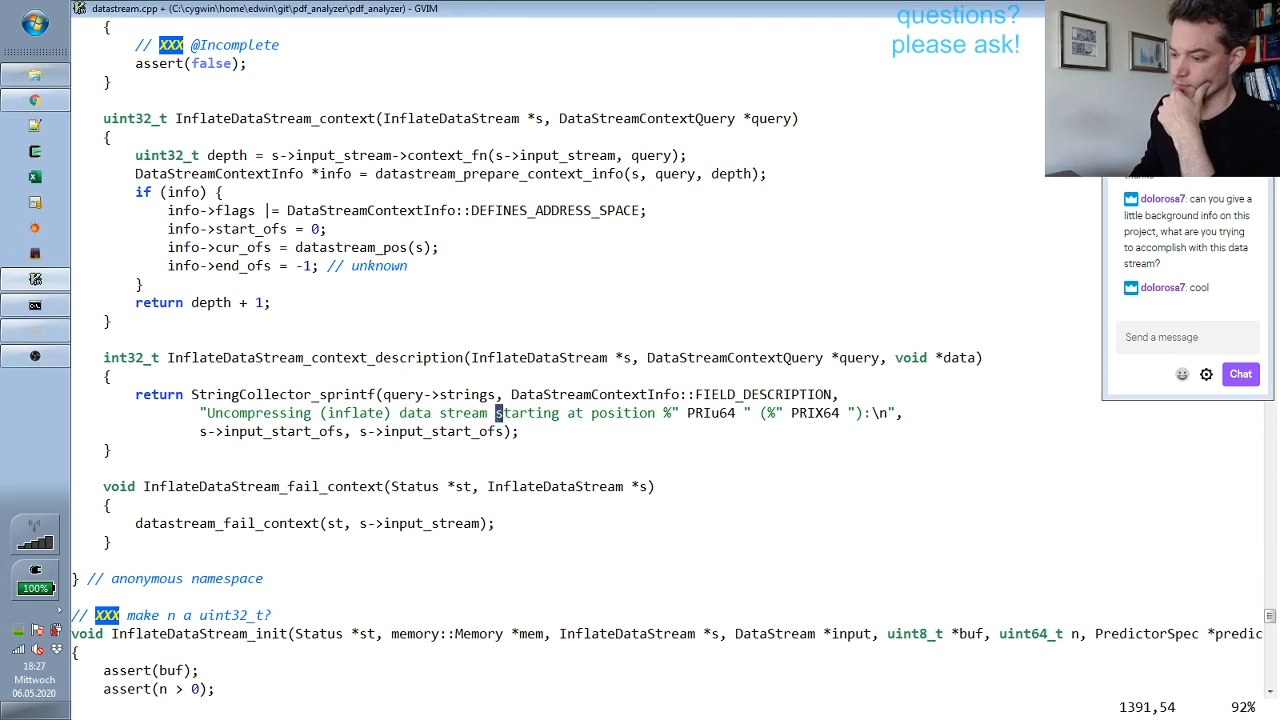 datastream.cpp + (C:\cygwin\home\edwin\git\pdf_analyzer\pdf_analyzer) - GVIM
questions?
please ask!
{
// XXX @Incomplete
assert(false);
}
uint32_t InflateDataStream_context(InflateDataStream *s, DataStreamContextQuery *query)
{
uint32_t depth = s->input_stream->context_fn(s->input_stream, query);
DataStreamContextInfo *info = datastream_prepare_context_info(s, query, depth);
if (info) {
info->flags |= DataStreamContextInfo::DEFINES_ADDRESS_SPACE;
info->start_ofs = 0;
info->cur_ofs = datastream_pos(s);
info->end_ofs = -1; // unknown
}
return depth + 1;
}
int32_t InflateDataStream_context_description(InflateDataStream *s, DataStreamContextQuery *query, void *data)
{
return StringCollector_sprintf(query->strings, DataStreamContextInfo::FIELD_DESCRIPTION,
"Uncompressing (inflate) data stream starting at position %" PRIu64 " (%" PRIX64 "):\n",
s->input_start_ofs, s->input_start_ofs);
}
void InflateDataStream_fail_context(Status *st, InflateDataStream *s)
{
datastream_fail_context(st, s->input_stream);
}
} // anonymous namespace
// XXX make n a uint32_t?
void InflateDataStream_init(Status *st, memory::Memory *mem, InflateDataStream *s, DataStream *input, uint8_t *buf, uint64_t n, PredictorSpec *predic
{
assert(buf);
assert(n > 0);
1391,54 92%
dolorosa7: can you give a
little background info on this
project, what are you trying
to accomplish with this data
stream?
dolorosa7: cool
Send a message
Chat
100%
18:27
Mittwoch
06.05.2020